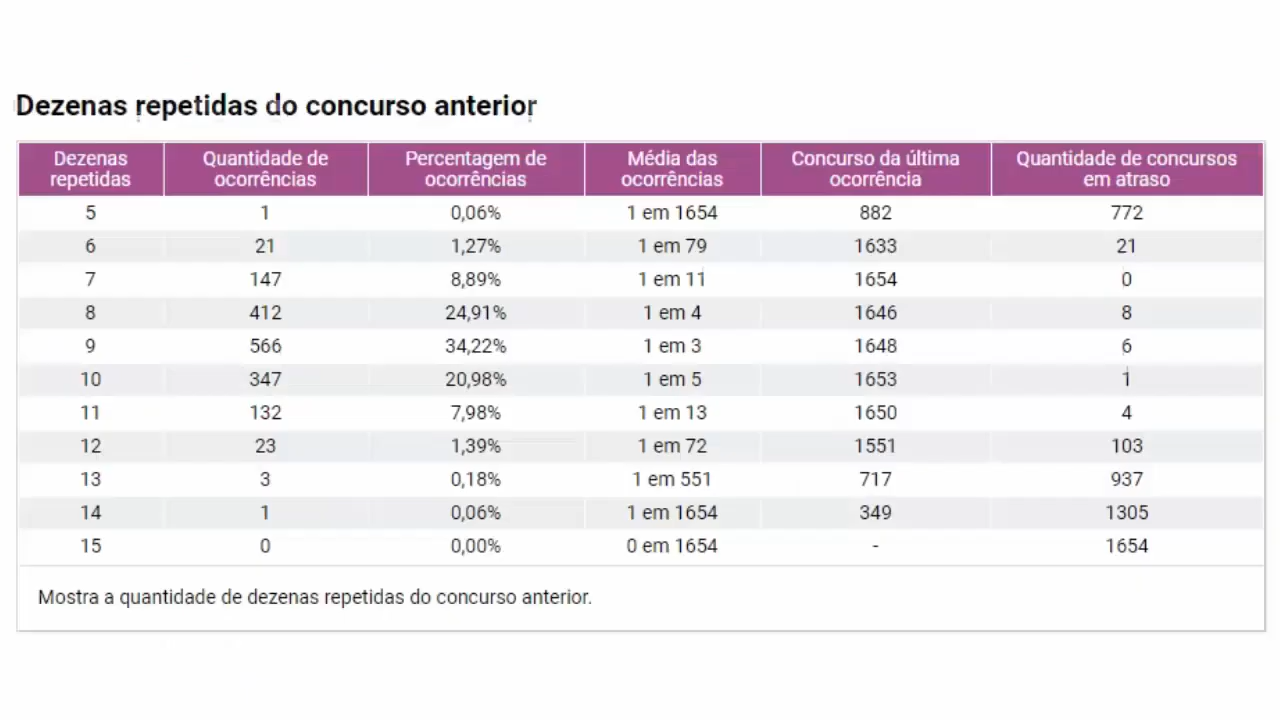 Dezenas repetidas do concurso anterior
Dezenas repetidas Quantidade de ocorrências Percentagem de ocorrências Média das ocorrências Concurso da última ocorrência Quantidade de concursos em atraso
5 1 0,06% 1 em 1654 882 772
6 21 1,27% 1 em 79 1633 21
7 147 8,89% 1 em 11 1654 0
8 412 24,91% 1 em 4 1646 8
9 566 34,22% 1 em 3 1648 6
10 347 20,98% 1 em 5 1653 1
11 132 7,98% 1 em 13 1650 4
12 23 1,39% 1 em 72 1551 103
13 3 0,18% 1 em 551 717 937
14 1 0,06% 1 em 1654 349 1305
15 0 0,00% 0 em 1654 - 1654
Mostra a quantidade de dezenas repetidas do concurso anterior.